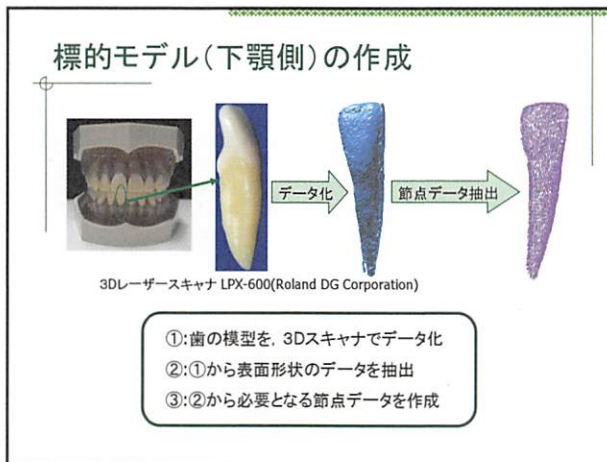 標的モデル(下顎側)の作成
データ化
節点データ抽出
3Dレーザースキャナ LPX-600(Roland DG Corporation)
①:歯の模型を, 3Dスキャナでデータ化
②:①から表面形状のデータを抽出
③:②から必要となる節点データを作成